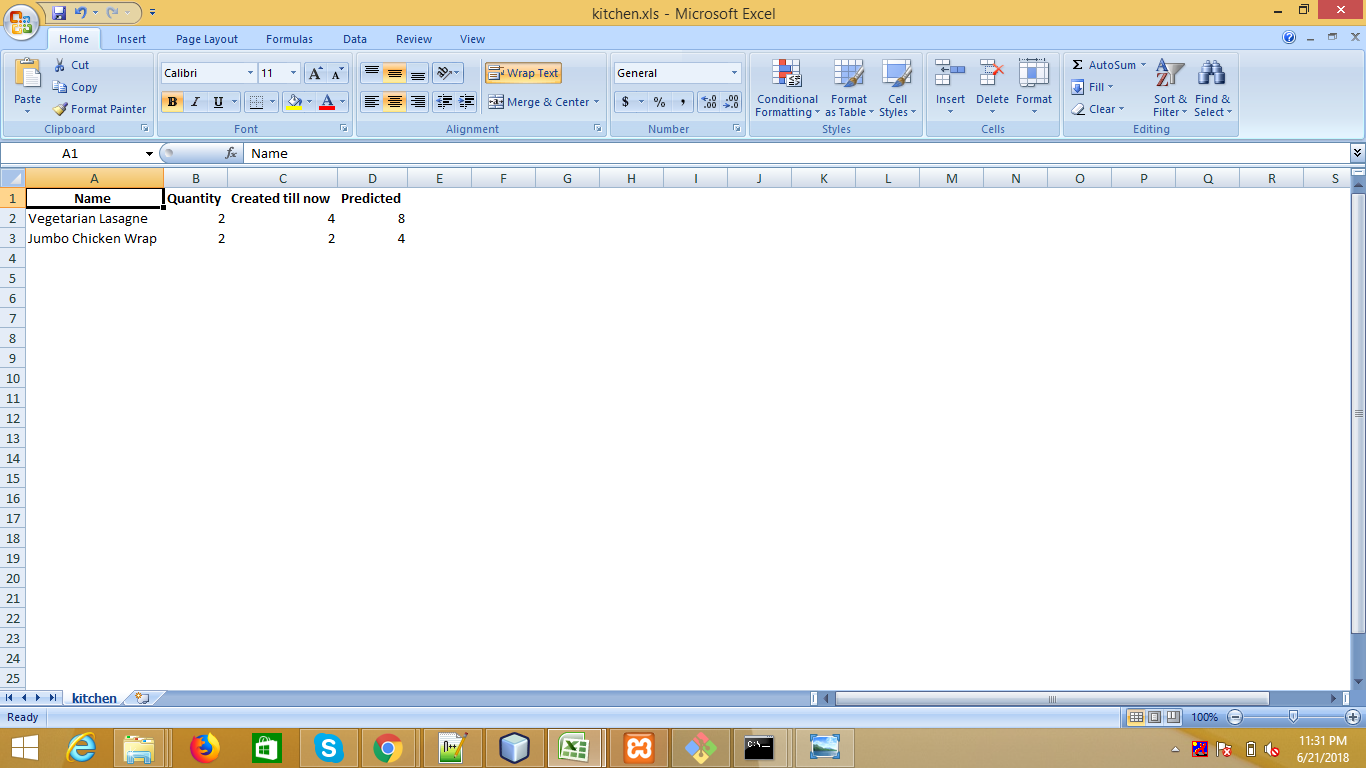 kitchen.xls - Microsoft Excel
Home Insert Page Layout Formulas Data Review View
Cut
Copy
Format Painter
Paste
Clipboard
Calibri 11
B I U
A
Font
Wrap Text
Merge & Center
Alignment
General
$ % ,
Number
Conditional Formatting
Format as Table
Cell Styles
Styles
Insert Delete Format
Cells
Σ AutoSum
Fill
Clear
Sort & Filter
Find & Select
Editing
A1 fx Name
A B C D E F G H I J K L M N O P Q R S
1 Name Quantity Created till now Predicted
2 Vegetarian Lasagne 2 4 8
3 Jumbo Chicken Wrap 2 2 4
4
5
6
7
8
9
10
11
12
13
14
15
16
17
18
19
20
21
22
23
24
25
kitchen
Ready 100%
11:31 PM
6/21/2018